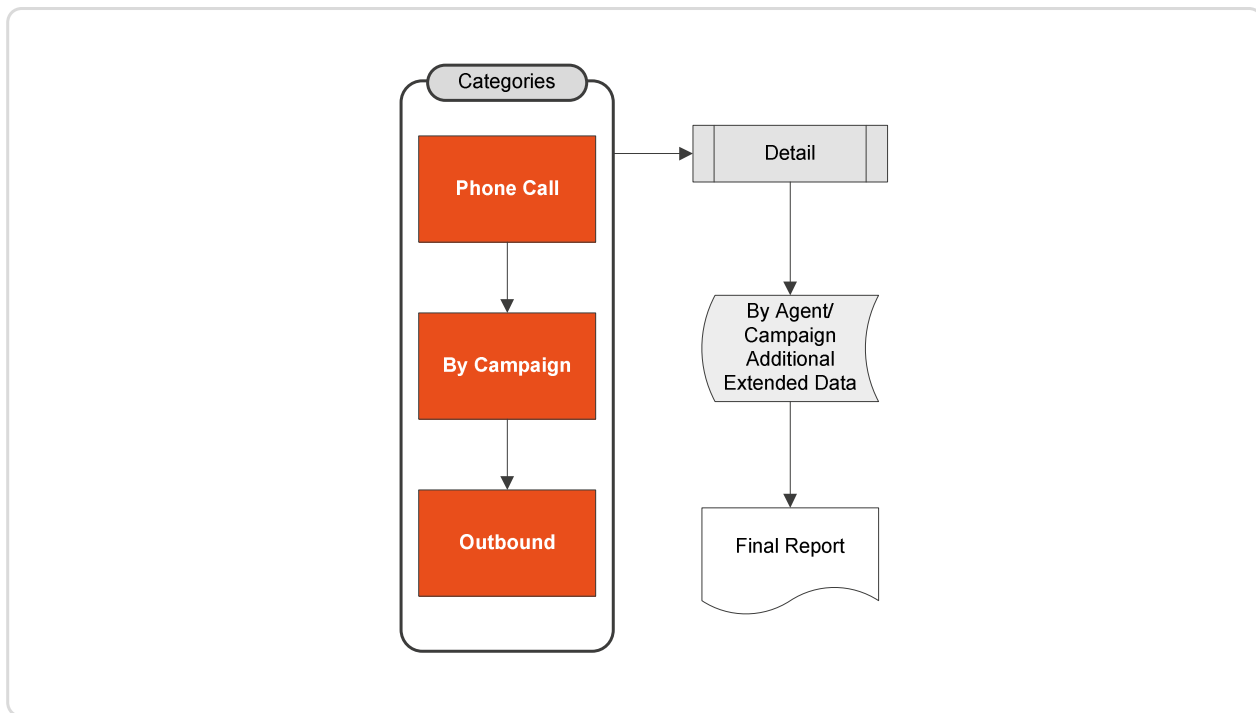 Categories
Phone Call
By Campaign
Outbound
Detail
By Agent/
Campaign
Additional
Extended Data
Final Report